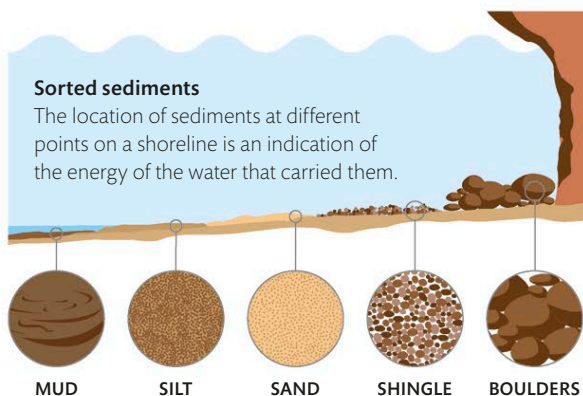 Sorted sediments
The location of sediments at different
points on a shoreline is an indication of
the energy of the water that carried them.
MUD
SILT
SAND
SHINGLE
BOULDERS